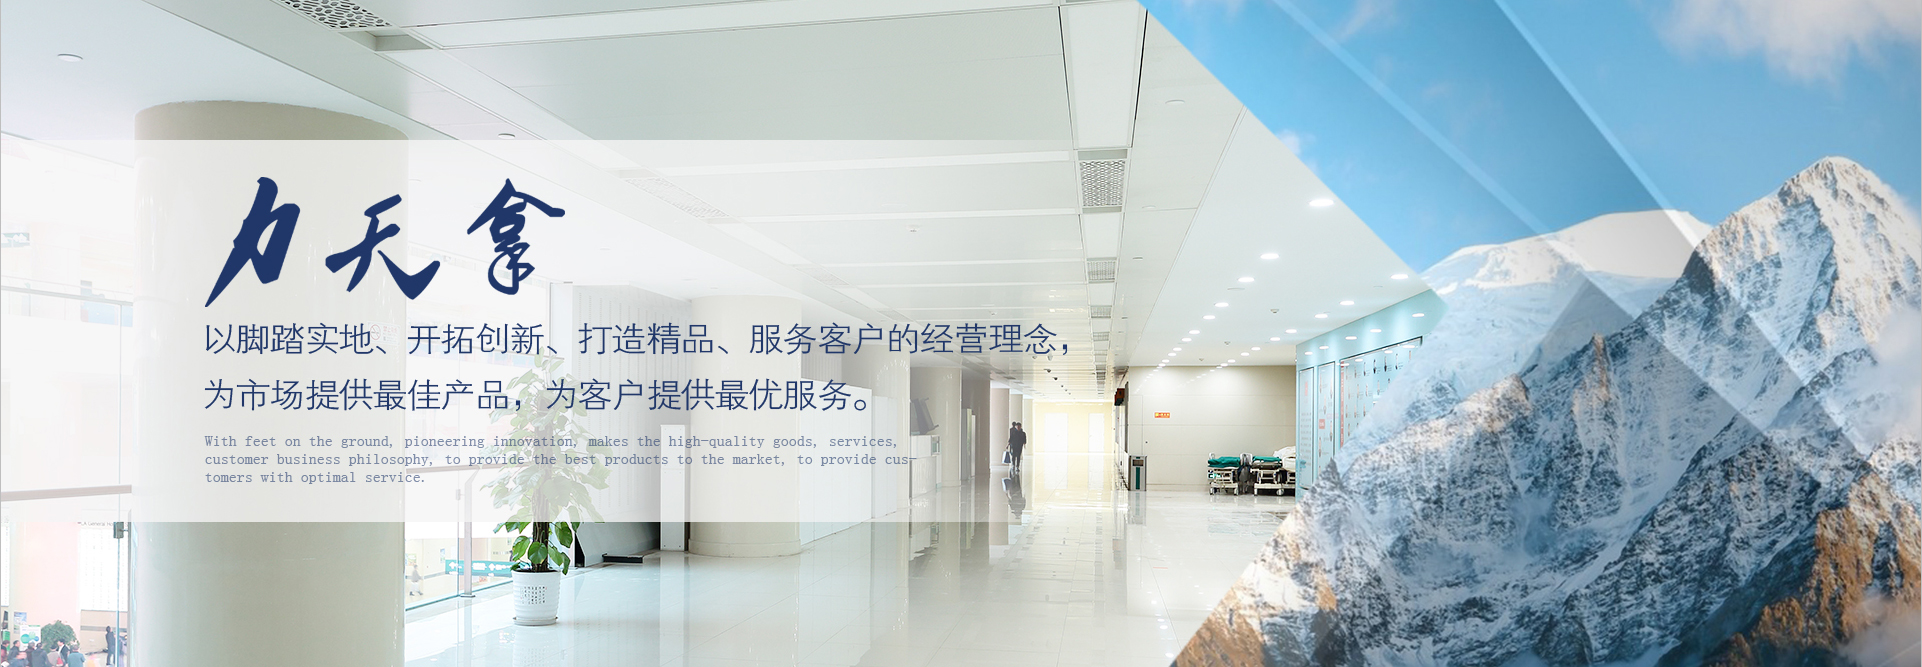 力天拿
以脚踏实地、开拓创新、打造精品、服务客户的经营理念，
为市场提供最佳产品，为客户提供最优服务。
With feet on the ground, pioneering innovation, makes the high-quality goods, services,
customer business philosophy, to provide the best products to the market, to provide cus-
tomers with optimal service.